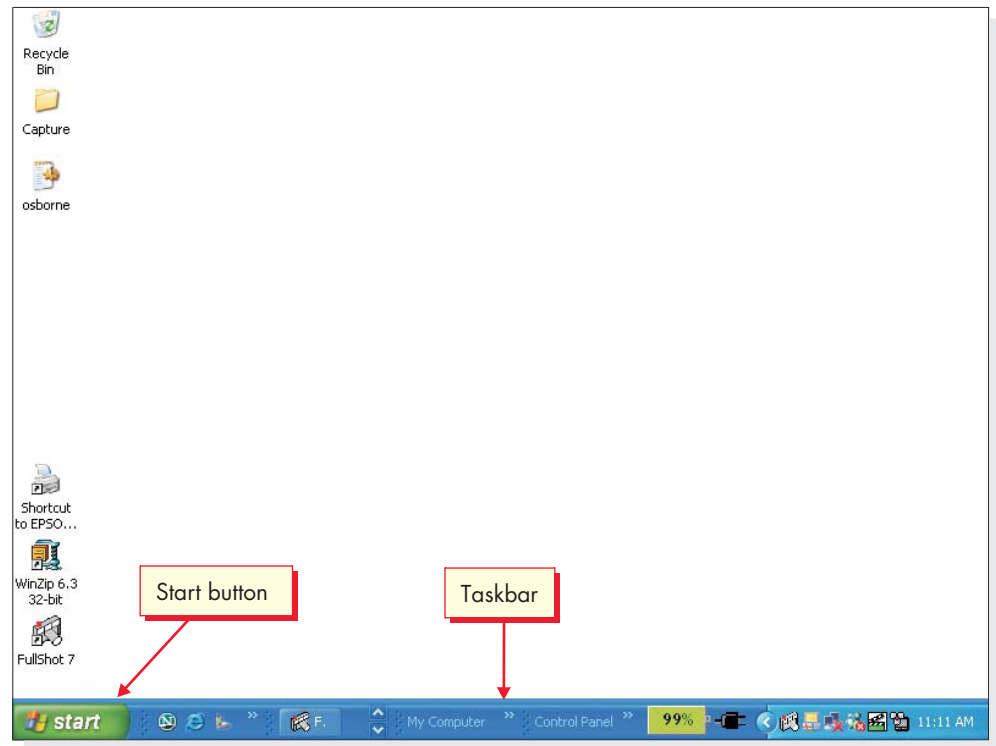 Recycle
Bin
Capture
osborne
Shortcut
to EPSO...
WinZip 6.3
32-bit
FullShot 7
Start button
Taskbar
start
F.
My Computer
Control Panel
99%
11:11 AM